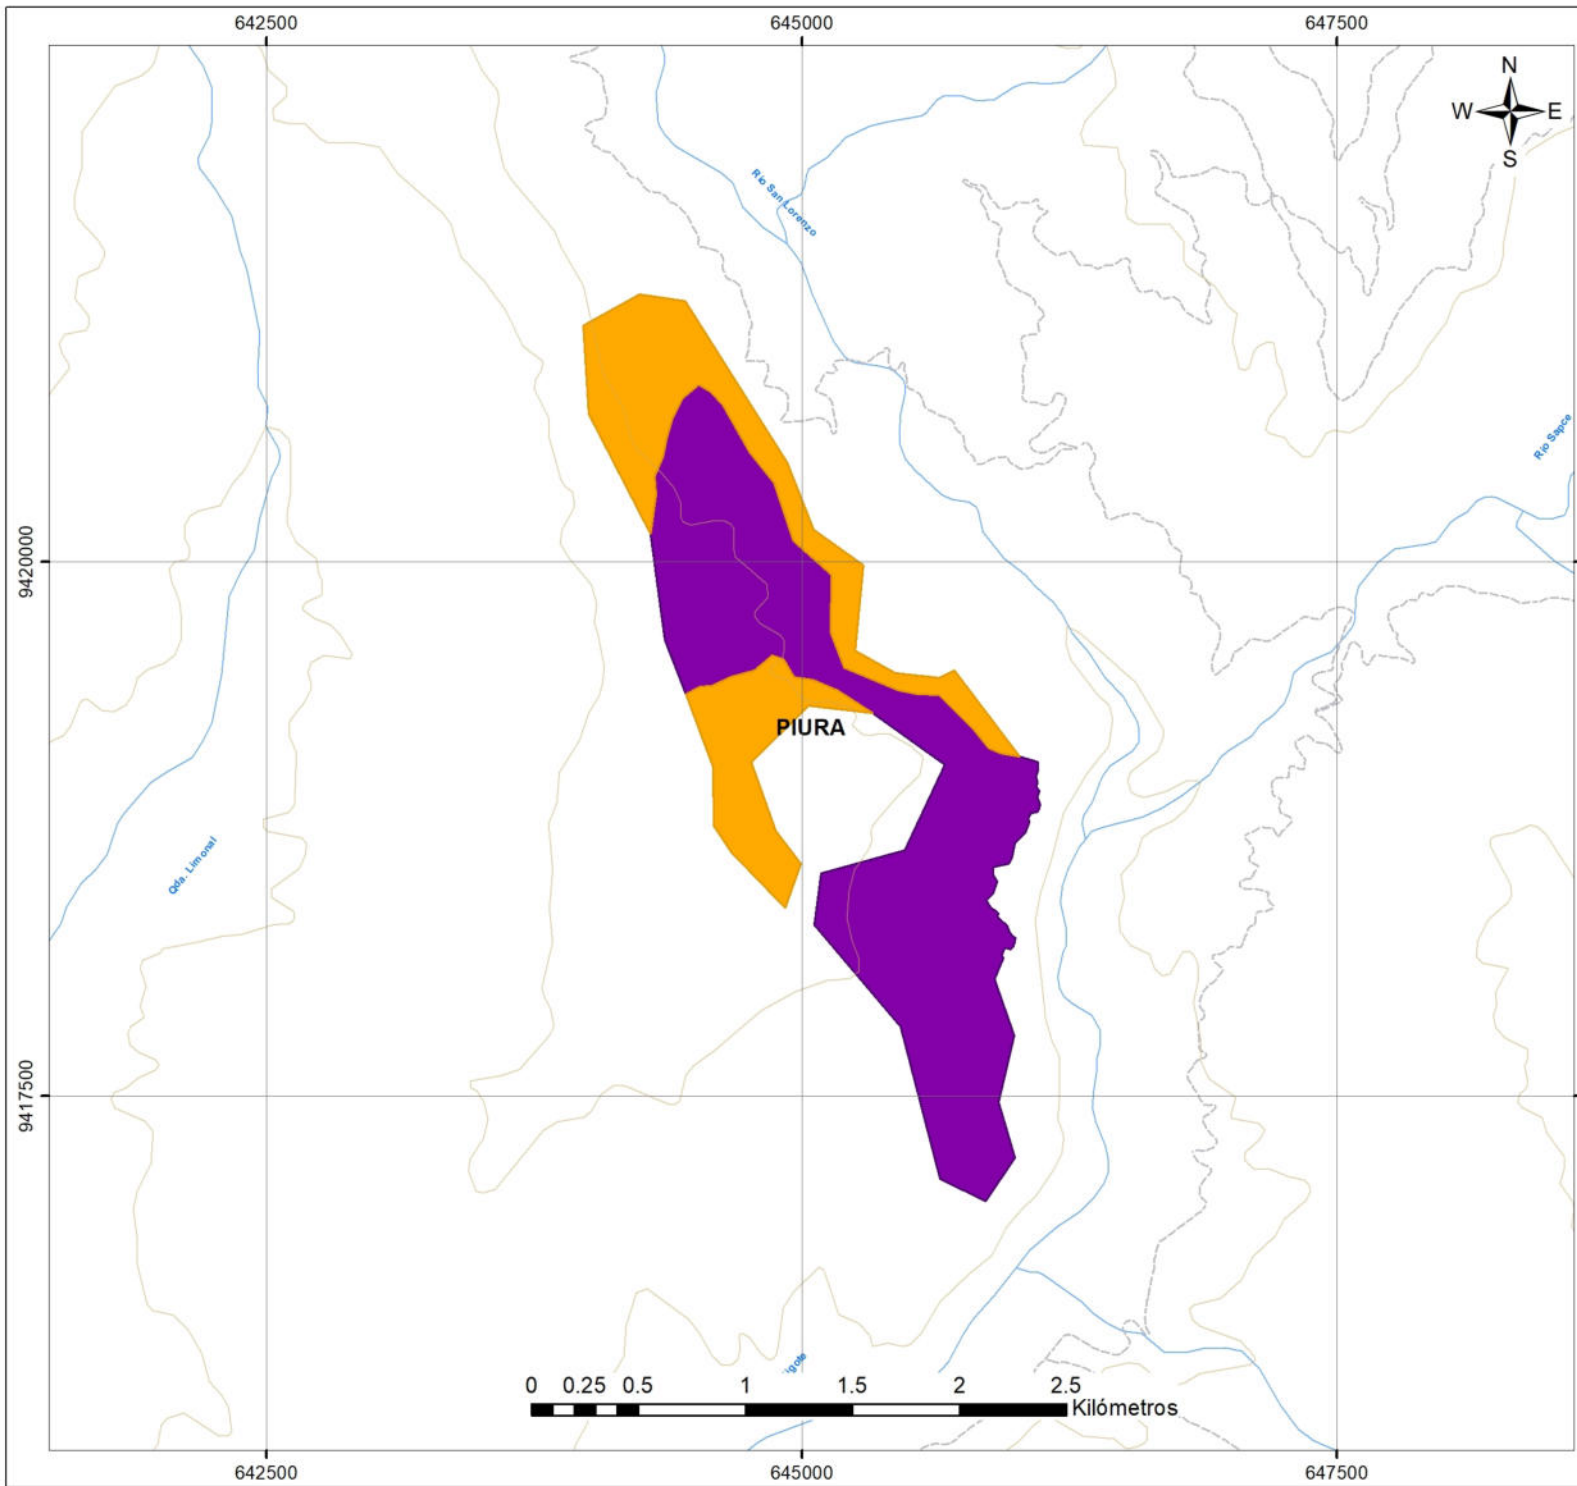 642500 645000 647500
N
W E
S
Río San Lorenzo
Río Sapce
9420000
PIURA
Qda. Limonal
9417500
0 0.25 0.5 1 1.5 2 2.5
Kilómetros
642500 645000 647500